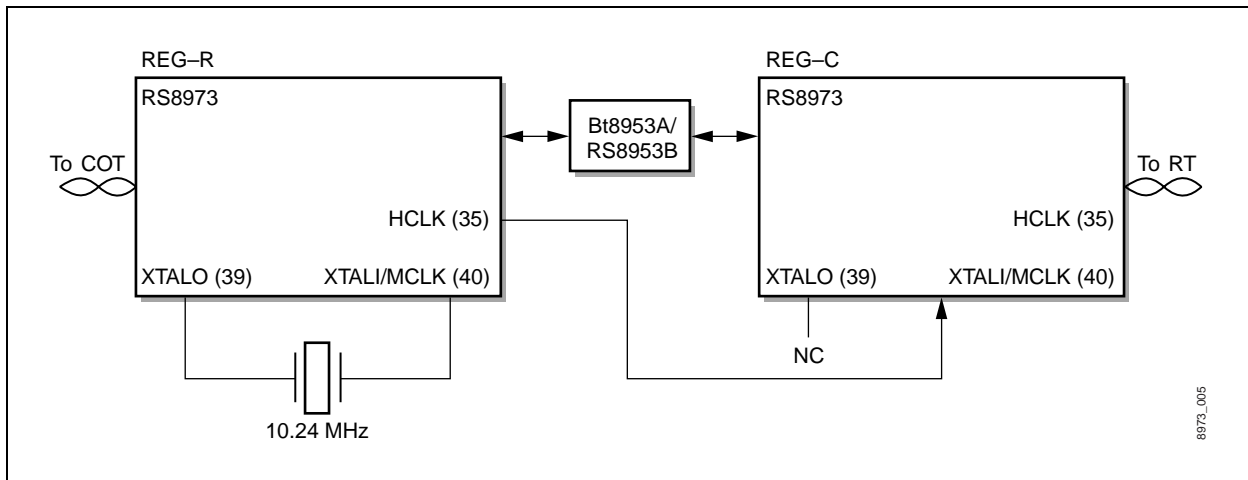 REG–R
REG–C
RS8973
RS8973
Bt8953A/
RS8953B
To COT
To RT
HCLK (35)
HCLK (35)
XTALO (39)
XTALI/MCLK (40)
XTALO (39)
XTALI/MCLK (40)
NC
10.24 MHz
8973_005